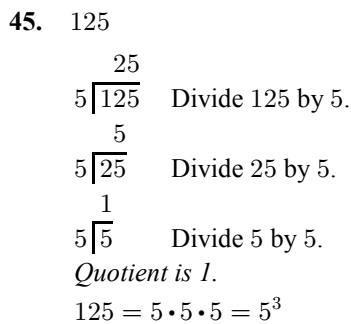 45. 125
25
5)125 Divide 125 by 5.
5
5)25 Divide 25 by 5.
1
5)5 Divide 5 by 5.
Quotient is 1.
125 = 5 • 5 • 5 = 5³